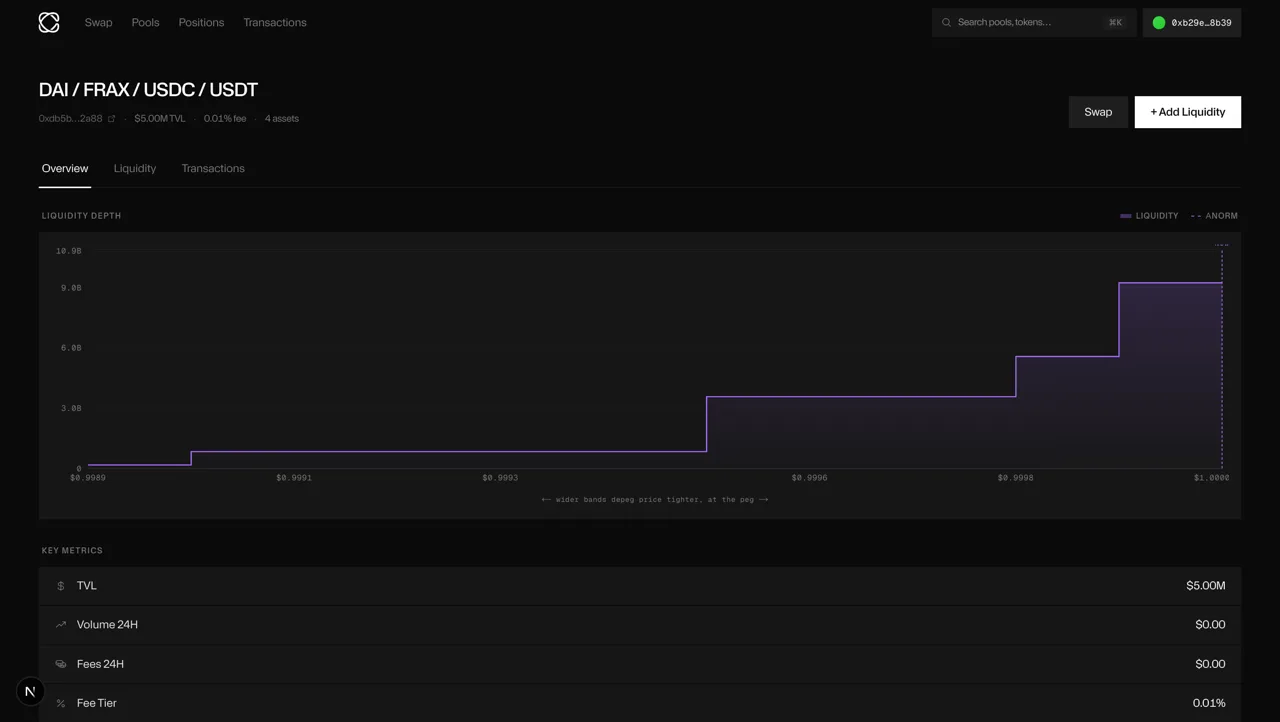 Swap Pools Positions Transactions Search pools, tokens... ⌘K 0xb29e…8b39
DAI / FRAX / USDC / USDT
0xdb5b…2a88 · $5.00M TVL · 0.01% fee · 4 assets
Swap + Add Liquidity
Overview Liquidity Transactions
LIQUIDITY DEPTH LIQUIDITY ANORM
10.9B
9.0B
6.0B
3.0B
0
$0.9989 $0.9991 $0.9993 $0.9996 $0.9998 $1.0000
⟵ wider bands depeg price tighter, at the peg ⟶
KEY METRICS
$ TVL $5.00M
Volume 24H $0.00
Fees 24H $0.00
N
% Fee Tier 0.01%